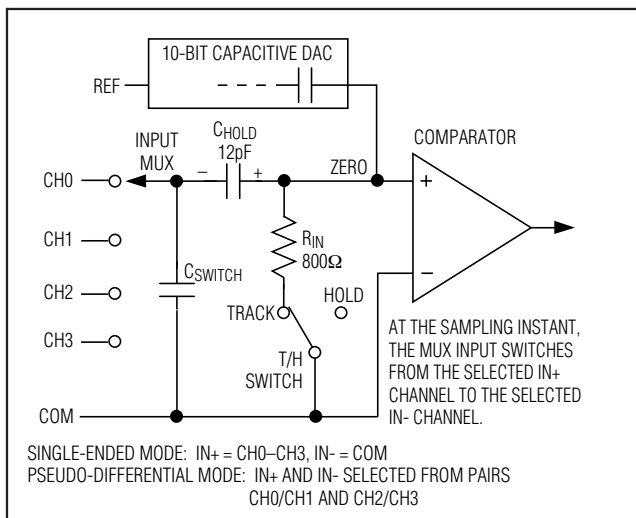 10-BIT CAPACITIVE DAC
REF
INPUT
MUX
CHOLD
12pF
– +
ZERO
COMPARATOR
+
–
CH0
CH1
CH2
CH3
COM
CSWITCH
RIN
800Ω
TRACK
HOLD
T/H
SWITCH
AT THE SAMPLING INSTANT,
THE MUX INPUT SWITCHES
FROM THE SELECTED IN+
CHANNEL TO THE SELECTED
IN- CHANNEL.
SINGLE-ENDED MODE: IN+ = CH0–CH3, IN- = COM
PSEUDO-DIFFERENTIAL MODE: IN+ AND IN- SELECTED FROM PAIRS
CH0/CH1 AND CH2/CH3